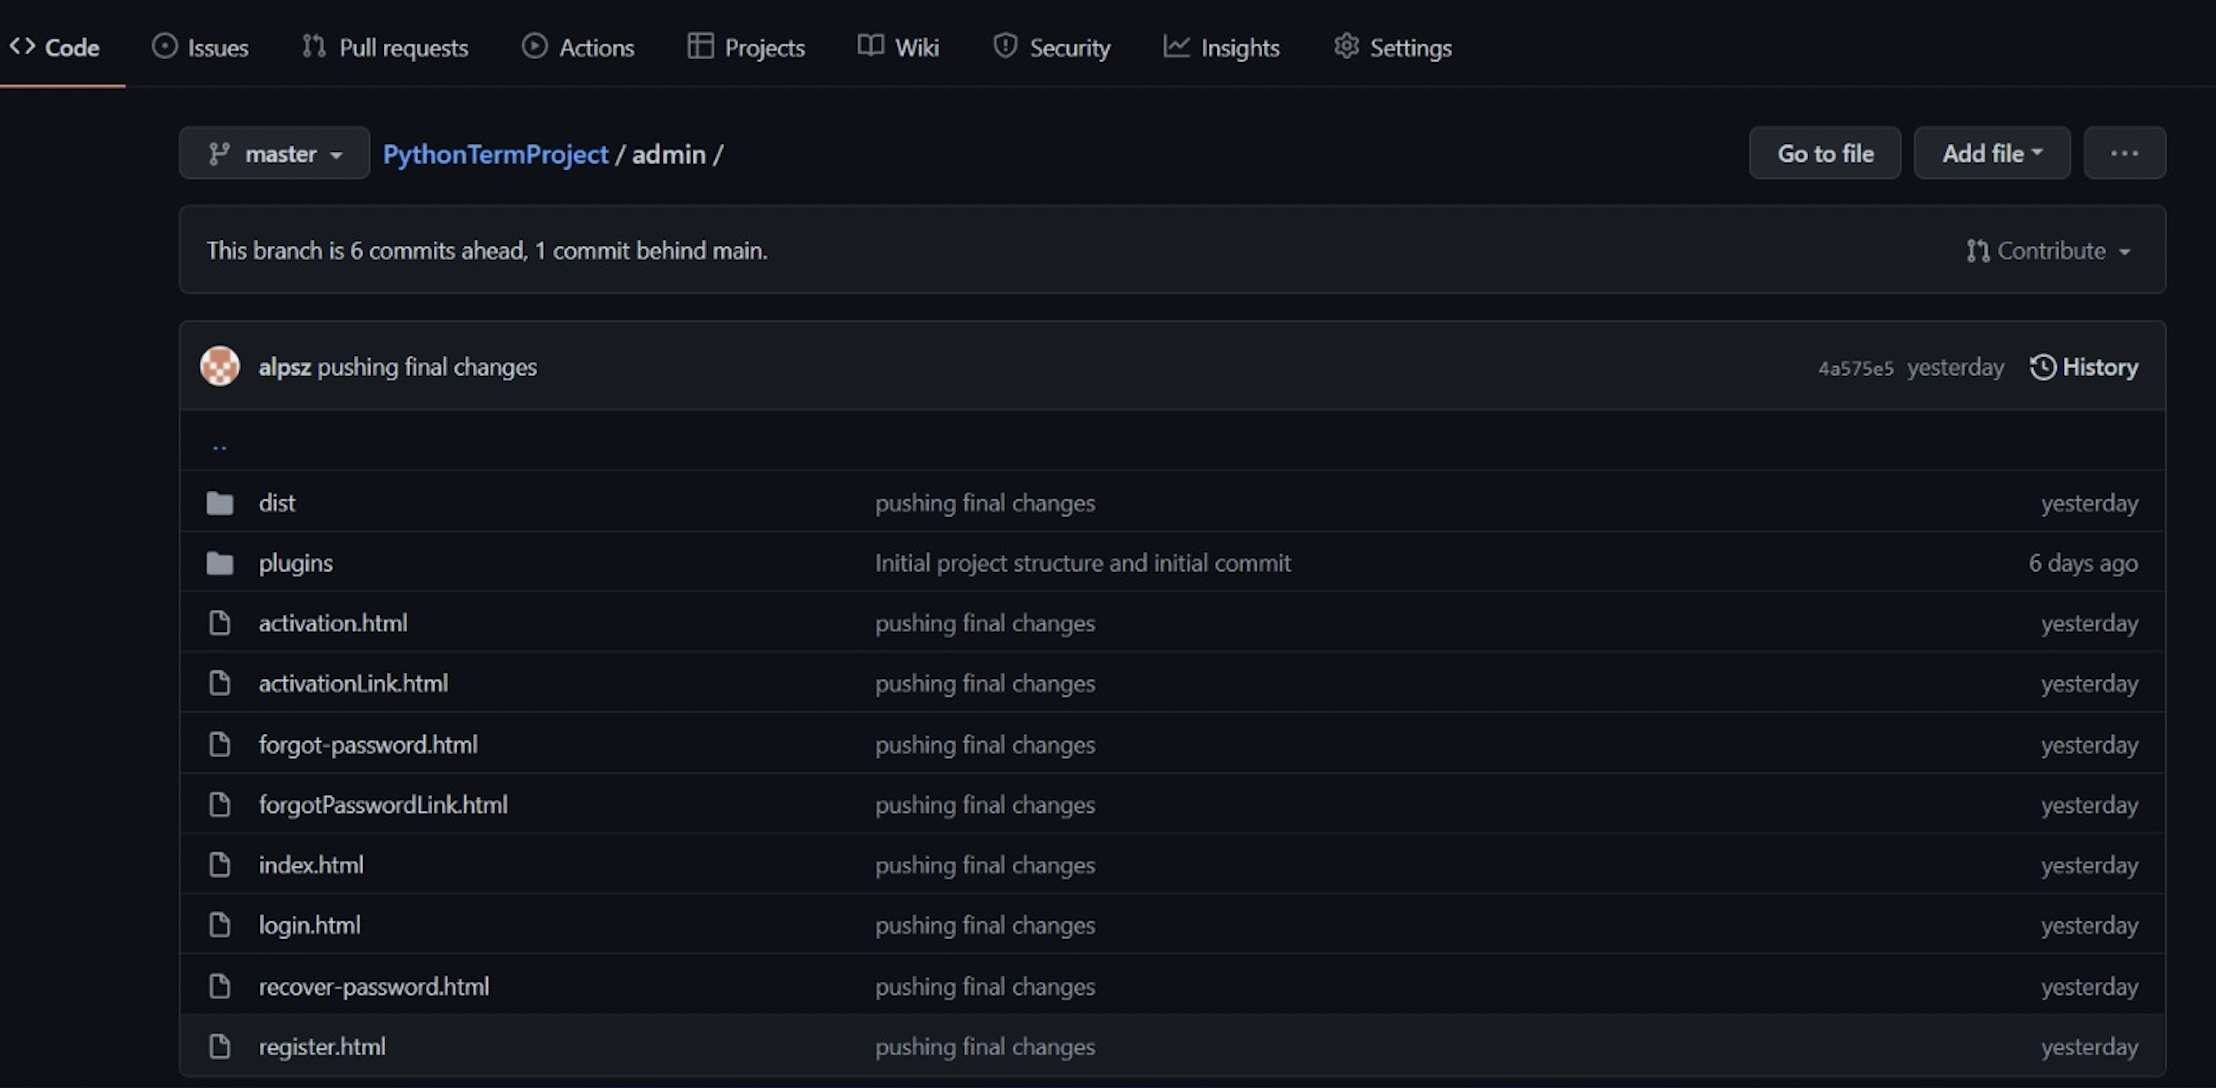 Code Issues Pull requests Actions Projects Wiki Security Insights Settings
master PythonTermProject / admin / Go to file Add file ...
This branch is 6 commits ahead, 1 commit behind main. Contribute
alpsz pushing final changes 4a575e5 yesterday History
..
dist pushing final changes yesterday
plugins Initial project structure and initial commit 6 days ago
activation.html pushing final changes yesterday
activationLink.html pushing final changes yesterday
forgot-password.html pushing final changes yesterday
forgotPasswordLink.html pushing final changes yesterday
index.html pushing final changes yesterday
login.html pushing final changes yesterday
recover-password.html pushing final changes yesterday
register.html pushing final changes yesterday